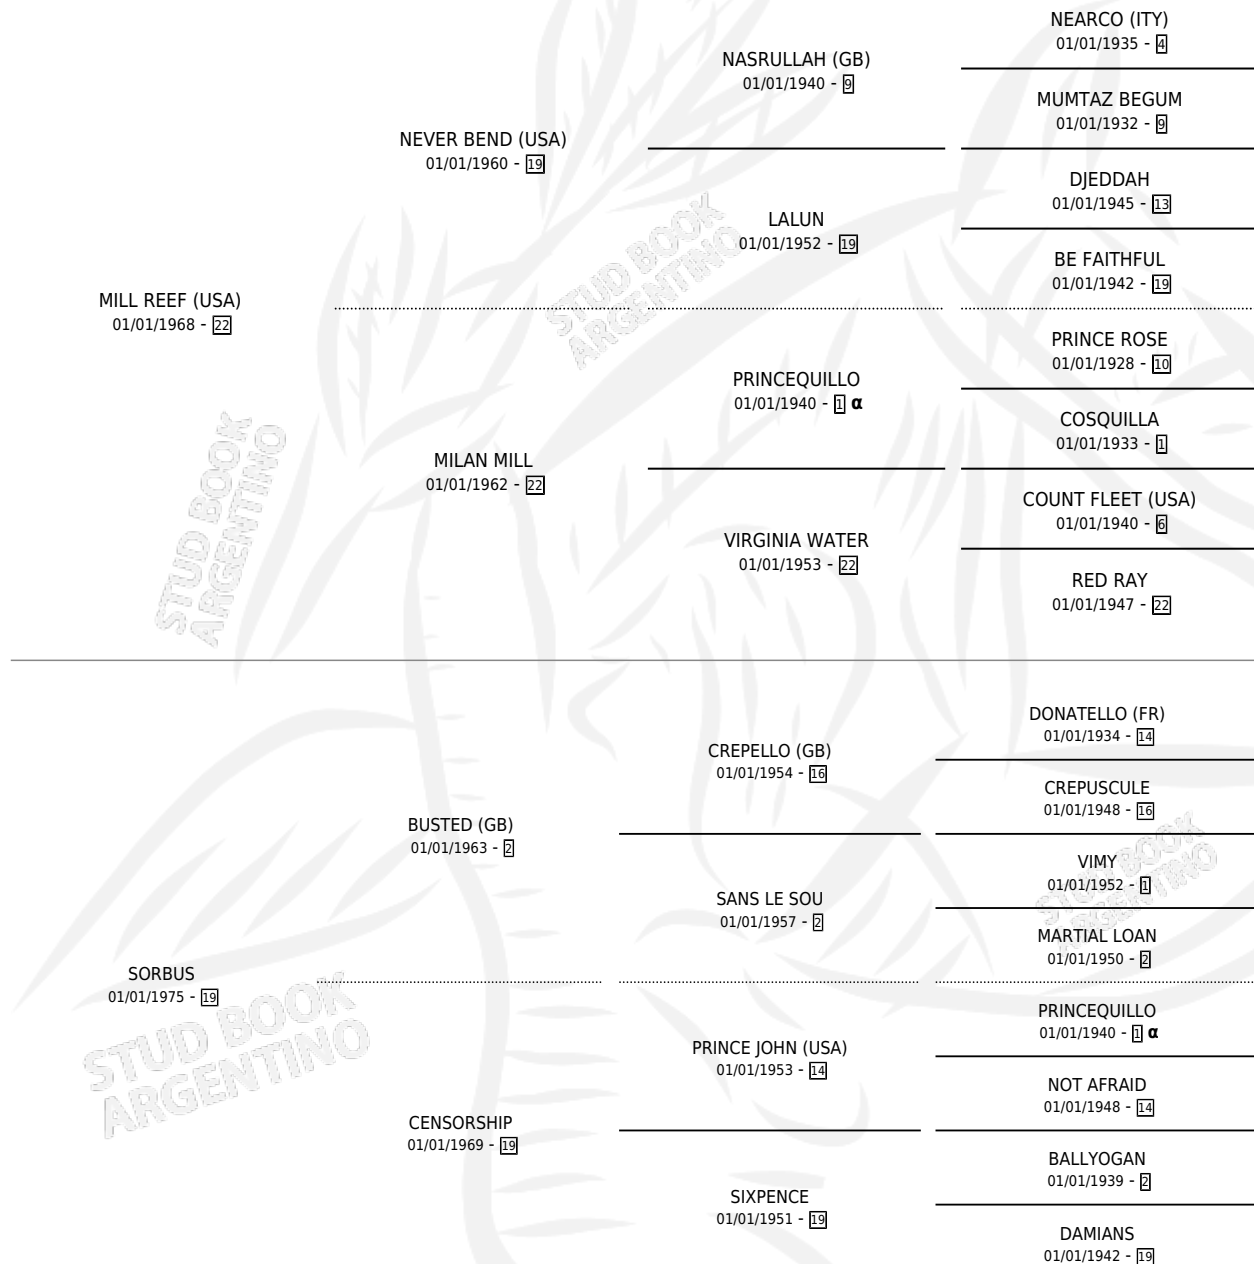 NEARCO (ITY)
01/01/1935 - 4
NASRULLAH (GB)
01/01/1940 - 9
MUMTAZ BEGUM
01/01/1932 - 9
NEVER BEND (USA)
01/01/1960 - 19
DJEDDAH
01/01/1945 - 13
LALUN
01/01/1952 - 19
BE FAITHFUL
01/01/1942 - 19
MILL REEF (USA)
01/01/1968 - 22
PRINCE ROSE
01/01/1928 - 10
PRINCEQUILLO
01/01/1940 - 1 α
COSQUILLA
01/01/1933 - 1
MILAN MILL
01/01/1962 - 22
COUNT FLEET (USA)
01/01/1940 - 6
VIRGINIA WATER
01/01/1953 - 22
RED RAY
01/01/1947 - 22
DONATELLO (FR)
01/01/1934 - 14
CREPELLO (GB)
01/01/1954 - 16
CREPUSCULE
01/01/1948 - 16
BUSTED (GB)
01/01/1963 - 2
VIMY
01/01/1952 - 1
SANS LE SOU
01/01/1957 - 2
MARTIAL LOAN
01/01/1950 - 2
SORBUS
01/01/1975 - 19
PRINCEQUILLO
01/01/1940 - 1 α
PRINCE JOHN (USA)
01/01/1953 - 14
NOT AFRAID
01/01/1948 - 14
CENSORSHIP
01/01/1969 - 19
BALLYOGAN
01/01/1939 - 2
SIXPENCE
01/01/1951 - 19
DAMIANS
01/01/1942 - 19
STUD BOOK
ARGENTINO
STUD BOOK
ARGENTINO
STUD BOOK
ARGENTINO
STUD BOOK
ARGENTINO